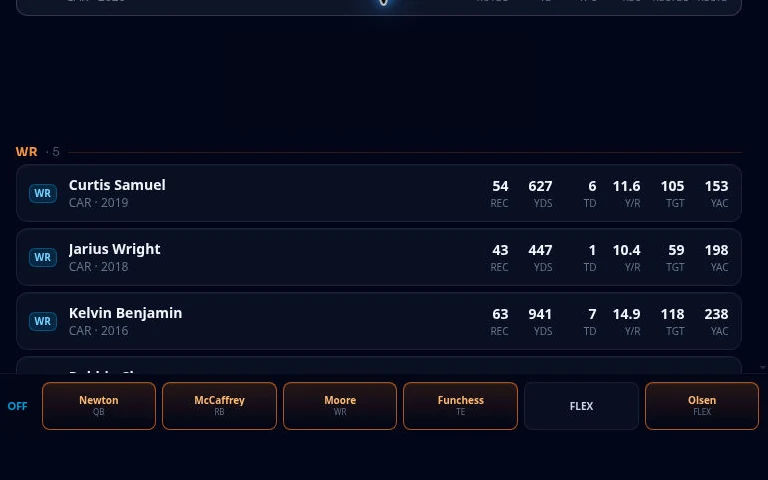 WR · 5
WR
Curtis Samuel
CAR · 2019
54 627 6 11.6 105 153
REC YDS TD Y/R TGT YAC
WR
Jarius Wright
CAR · 2018
43 447 1 10.4 59 198
REC YDS TD Y/R TGT YAC
WR
Kelvin Benjamin
CAR · 2016
63 941 7 14.9 118 238
REC YDS TD Y/R TGT YAC
OFF
Newton
QB
McCaffrey
RB
Moore
WR
Funchess
TE
FLEX
Olsen
FLEX